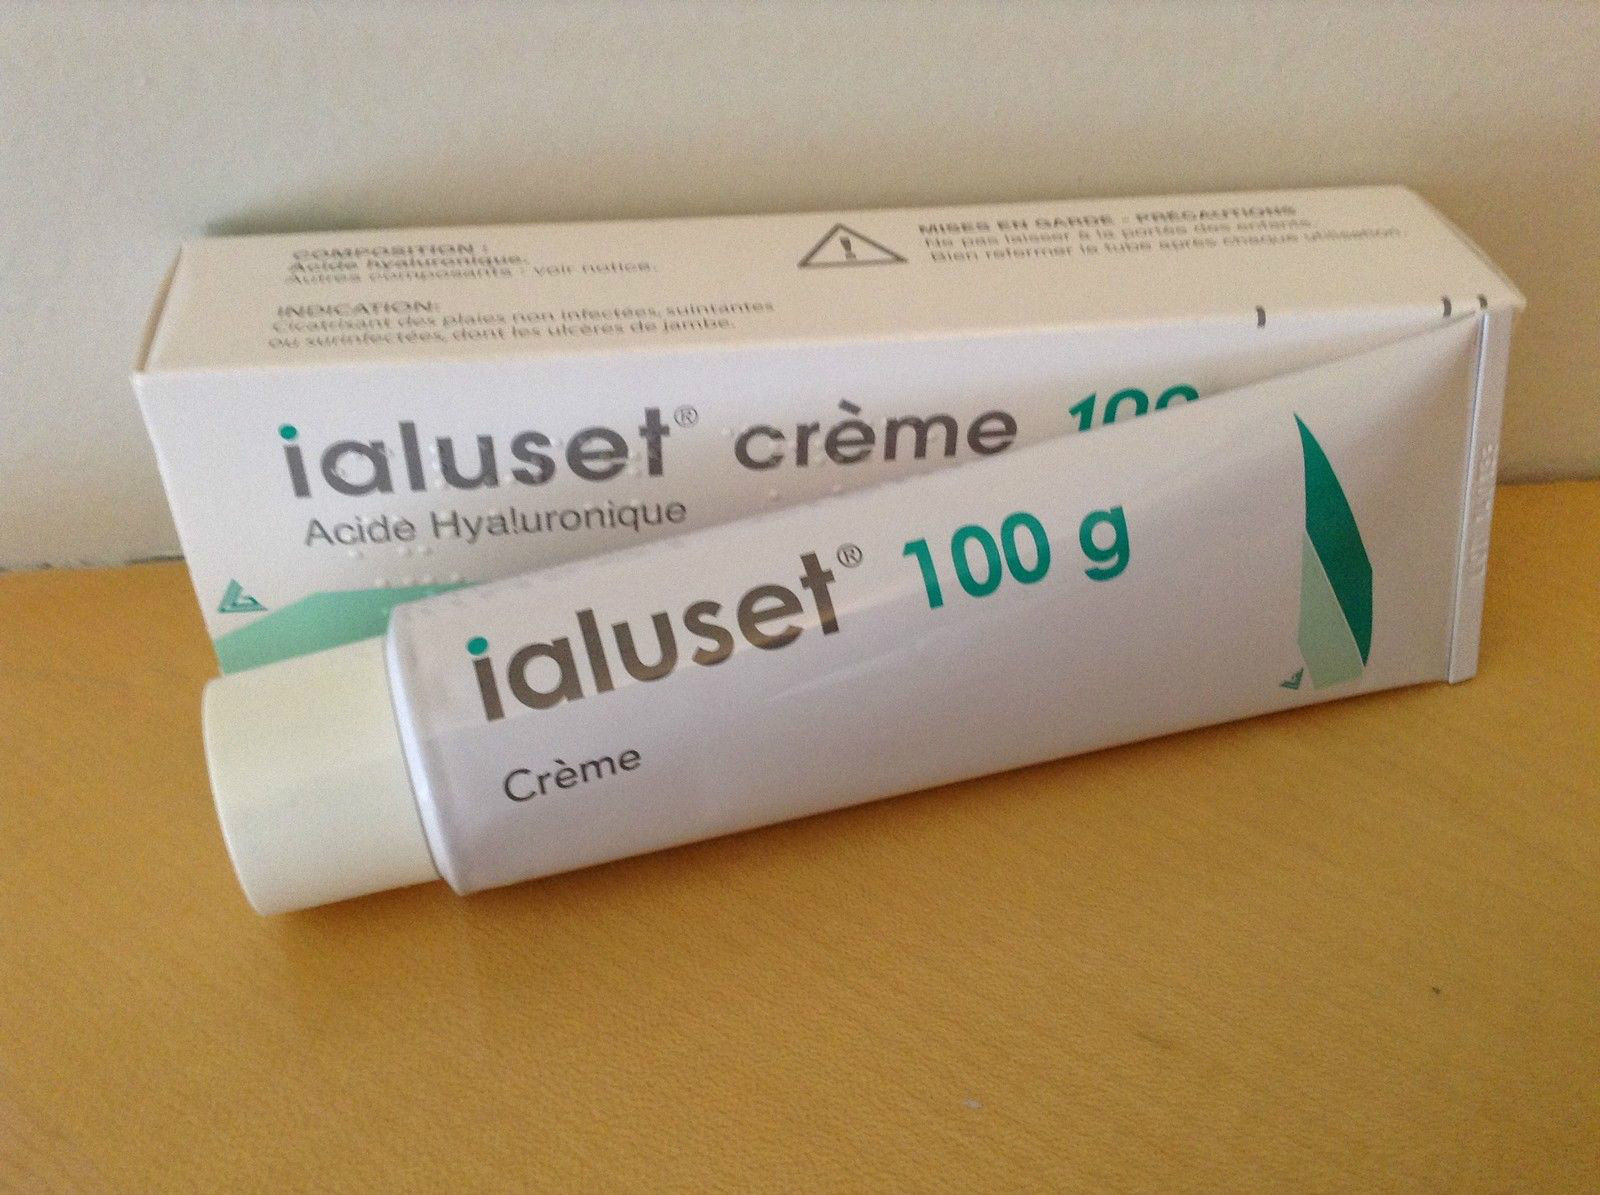 COMPOSITION :
Acide hyaluronique.
Autres composants : voir notice.
INDICATION:
Cicatrisant des plaies non infectées, suintantes
ou surinfectées, dont les ulcères de jambe.
MISES EN GARDE - PRÉCAUTIONS
Ne pas laisser à la portée des enfants.
Bien refermer le tube après chaque utilisation.
ialuset® crème 100
Acide Hyaluronique
ialuset® 100 g
Crème